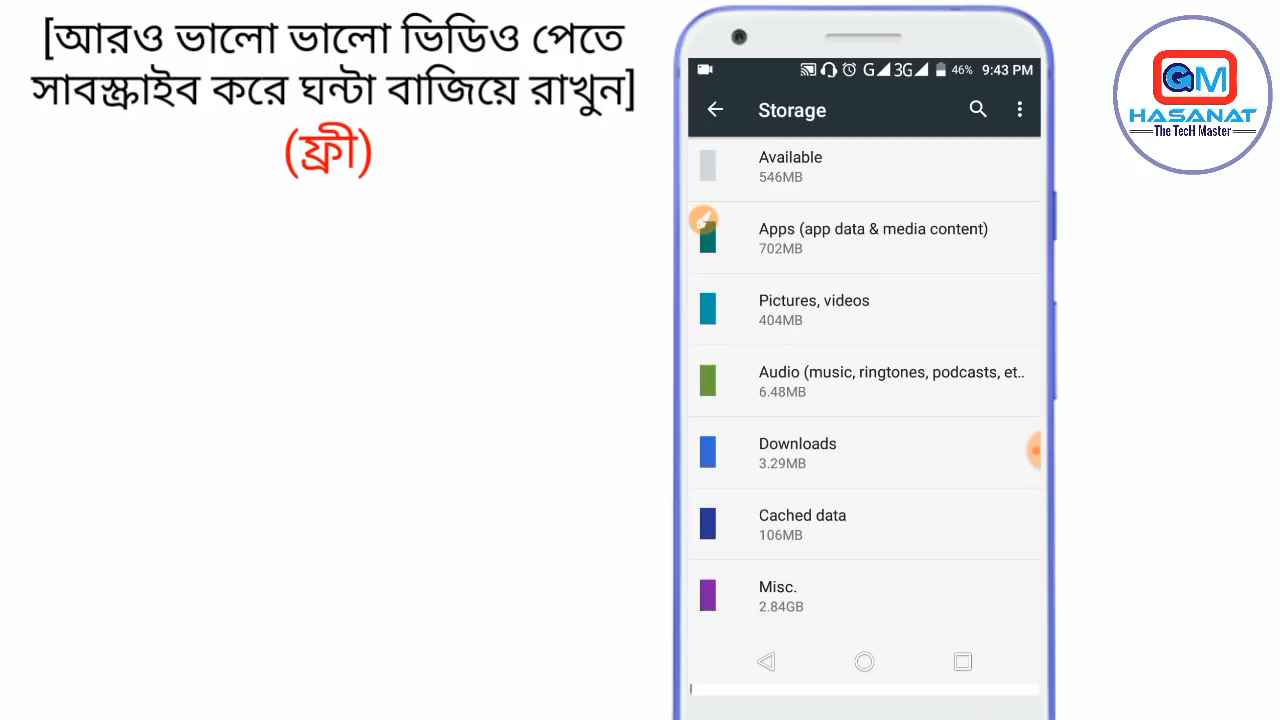 [আরও ভালো ভালো ভিডিও পেতে
সাবস্ক্রাইব করে ঘন্টা বাজিয়ে রাখুন]
(ফ্রী)
G 3G 46% 9:43 PM
Storage
Available
546MB
Apps (app data & media content)
702MB
Pictures, videos
404MB
Audio (music, ringtones, podcasts, et..
6.48MB
Downloads
3.29MB
Cached data
106MB
Misc.
2.84GB
GM
HASANAT
The TecH Master